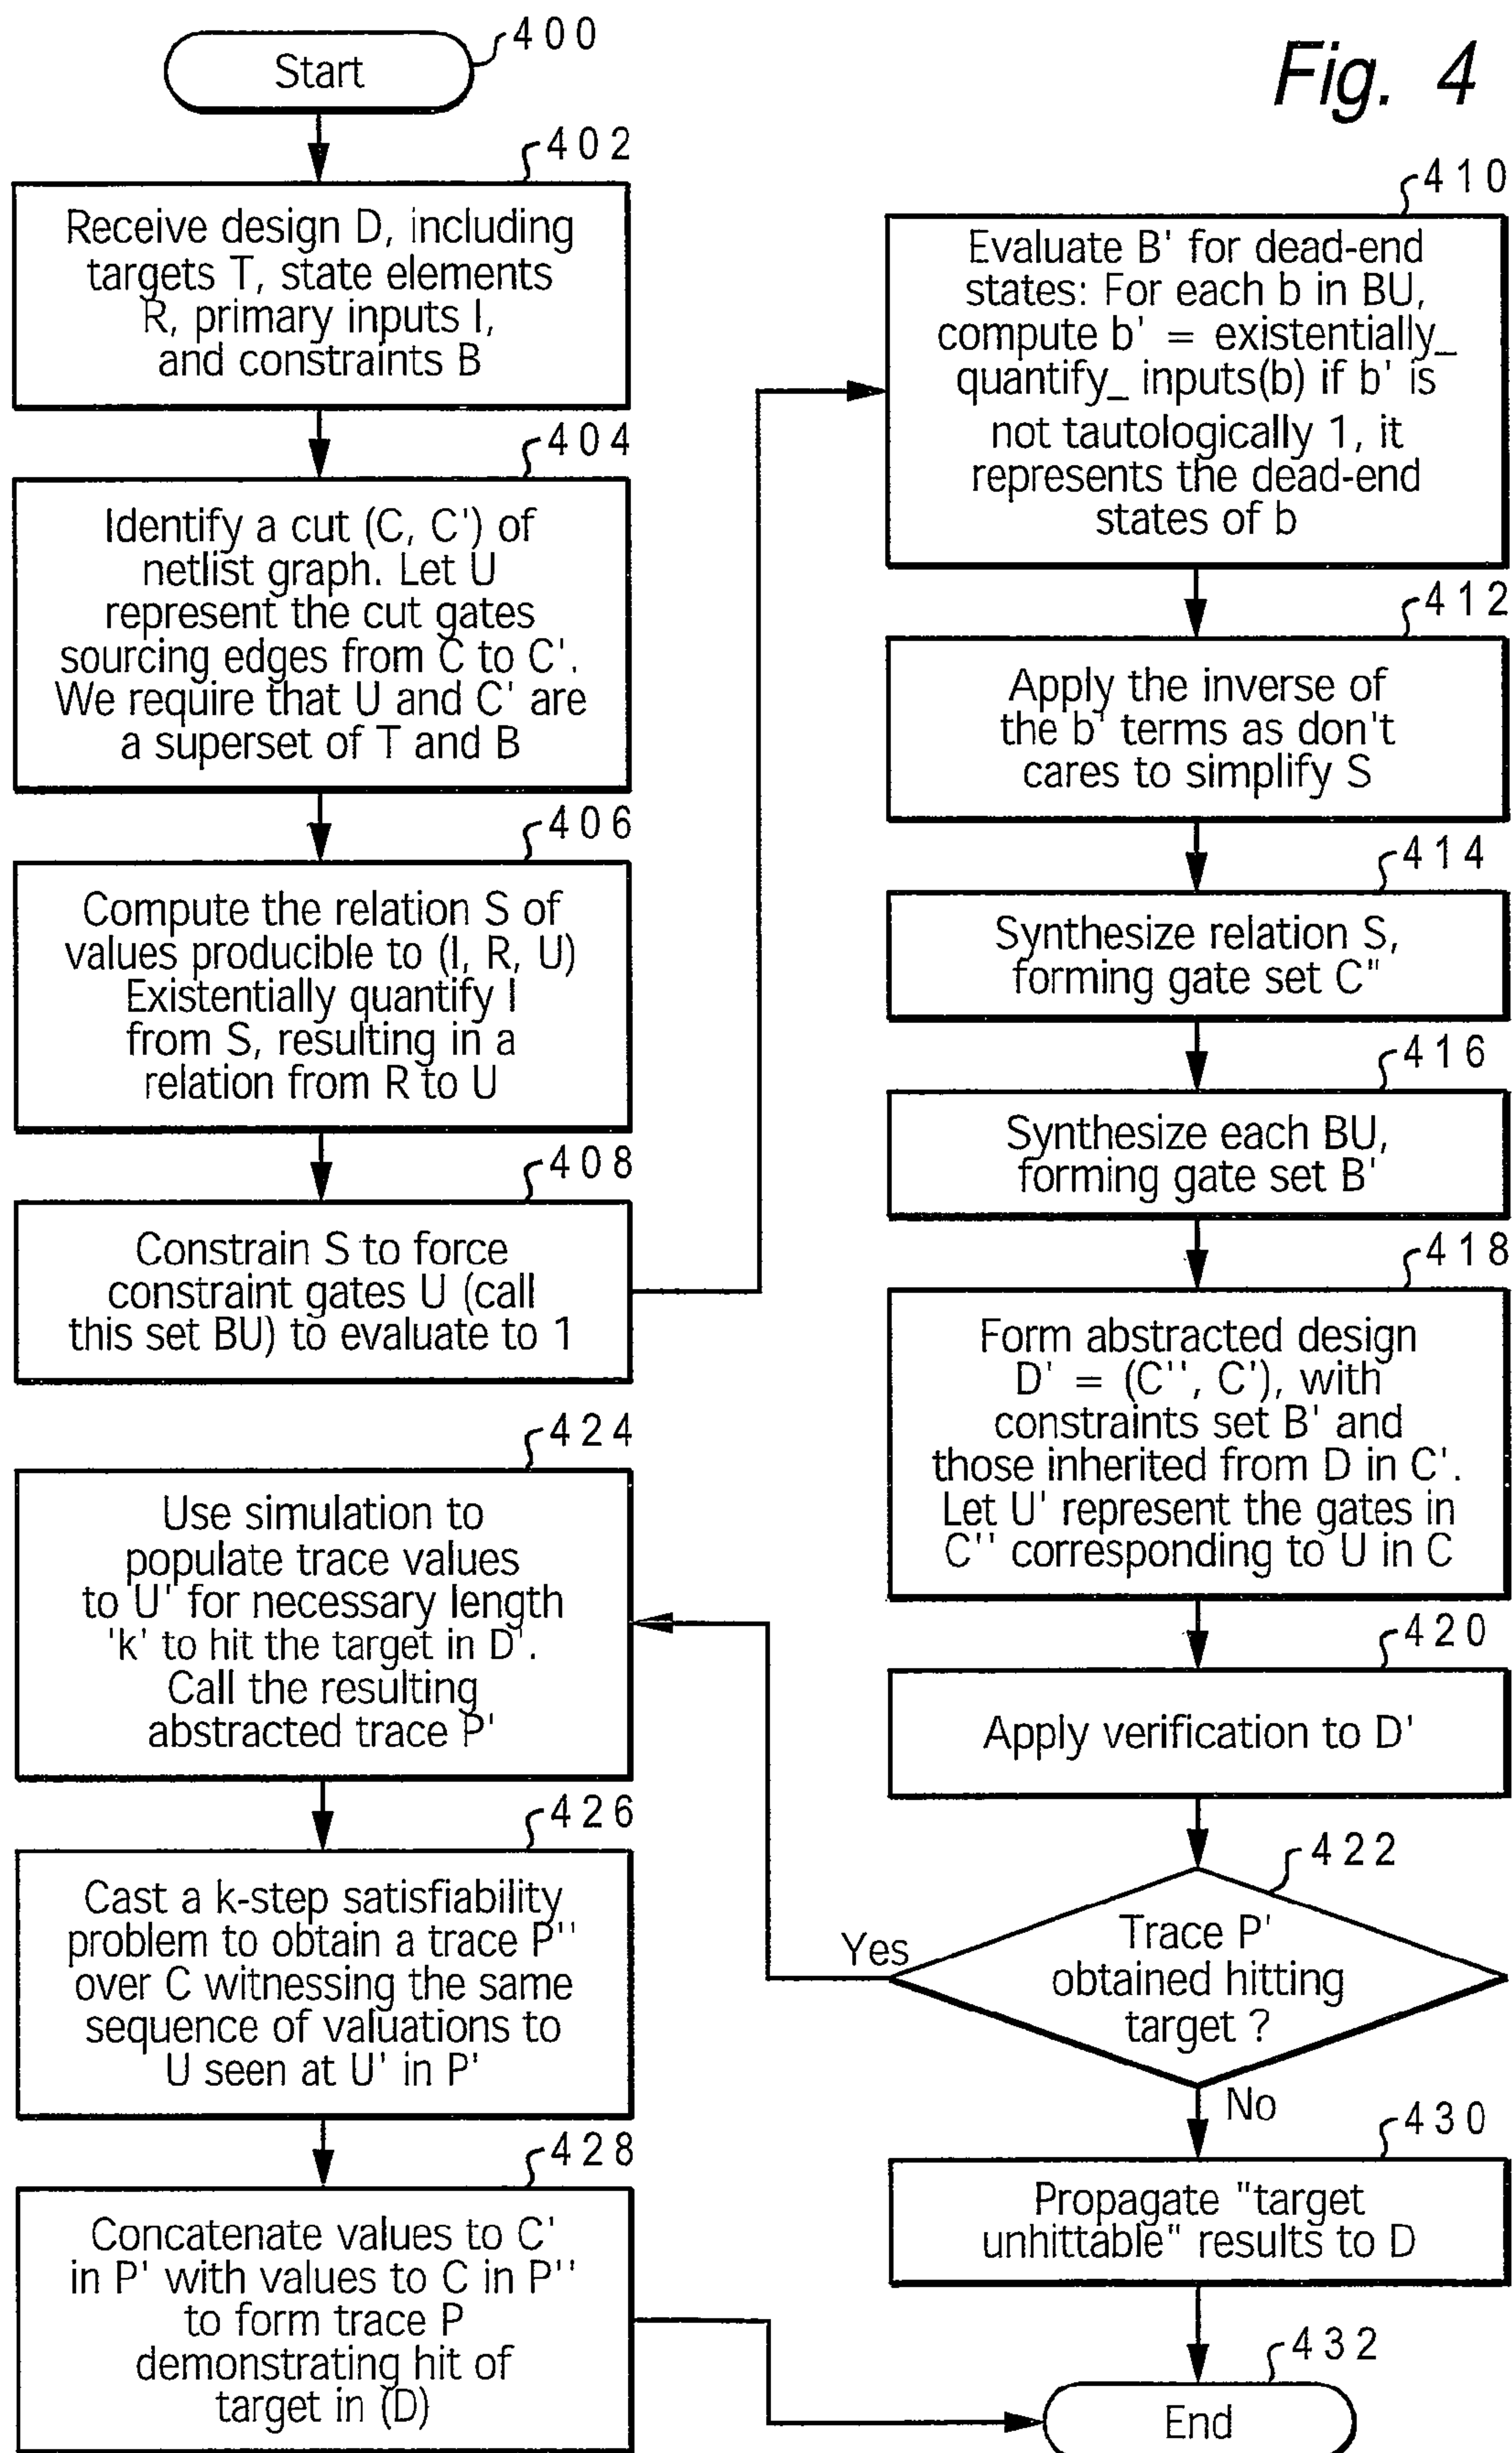 Fig. 4
400
Start
402
Receive design D, including
targets T, state elements
R, primary inputs I,
and constraints B
404
Identify a cut (C, C') of
netlist graph. Let U
represent the cut gates
sourcing edges from C to C'.
We require that U and C' are
a superset of T and B
406
Compute the relation S of
values producible to (I, R, U)
Existentially quantify I
from S, resulting in a
relation from R to U
408
Constrain S to force
constraint gates U (call
this set BU) to evaluate to 1
410
Evaluate B' for dead-end
states: For each b in BU,
compute b' = existentially_
quantify_ inputs(b) if b' is
not tautologically 1, it
represents the dead-end
states of b
412
Apply the inverse of
the b' terms as don't
cares to simplify S
414
Synthesize relation S,
forming gate set C''
416
Synthesize each BU,
forming gate set B'
418
Form abstracted design
D' = (C'', C'), with
constraints set B' and
those inherited from D in C'.
Let U' represent the gates in
C'' corresponding to U in C
420
Apply verification to D'
422
Trace P'
obtained hitting
target ?
Yes
No
424
Use simulation to
populate trace values
to U' for necessary length
'k' to hit the target in D'.
Call the resulting
abstracted trace P'
426
Cast a k-step satisfiability
problem to obtain a trace P''
over C witnessing the same
sequence of valuations to
U seen at U' in P'
428
Concatenate values to C'
in P' with values to C in P''
to form trace P
demonstrating hit of
target in (D)
430
Propagate "target
unhittable" results to D
432
End